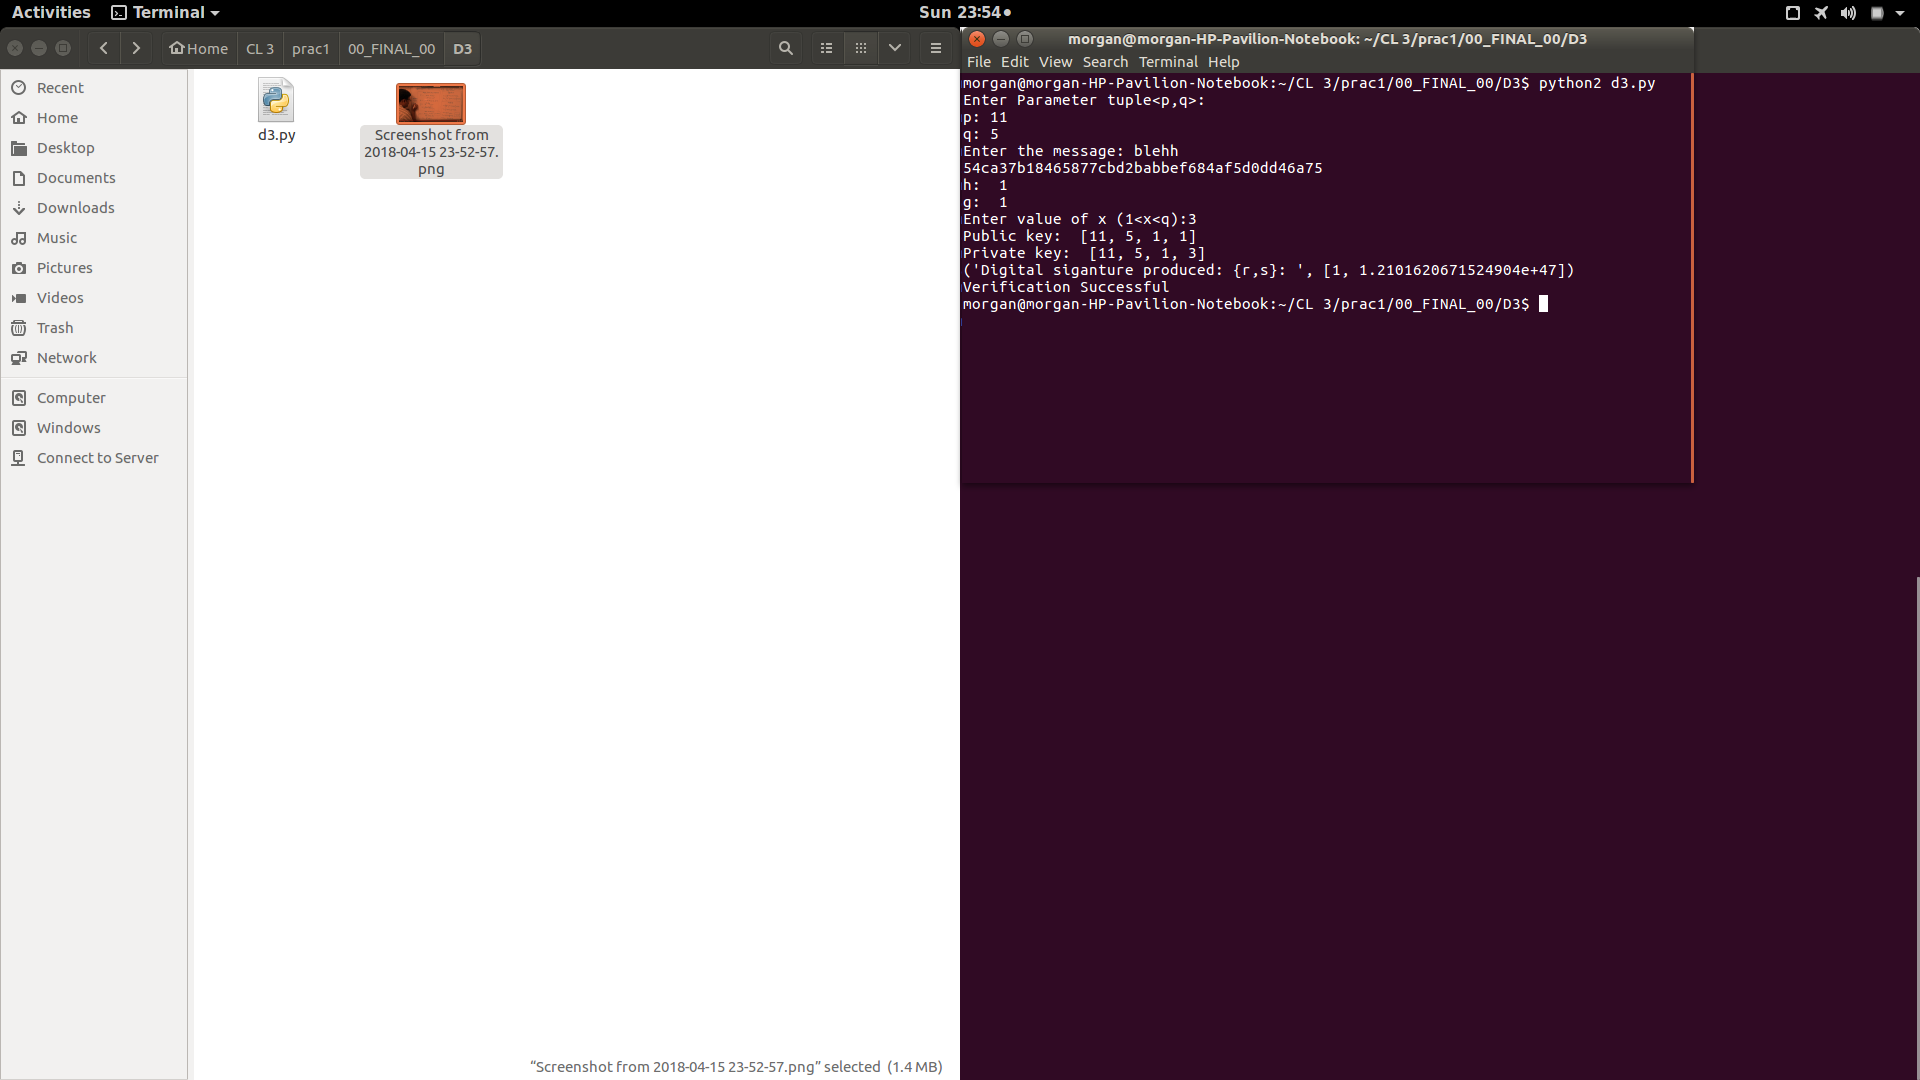 Activities Terminal Sun 23:54
Home CL 3 prac1 00_FINAL_00 D3
Recent
Home
Desktop
Documents
Downloads
Music
Pictures
Videos
Trash
Network
Computer
Windows
Connect to Server
d3.py
Screenshot from
2018-04-15 23-52-57.
png
“Screenshot from 2018-04-15 23-52-57.png” selected (1.4 MB)
morgan@morgan-HP-Pavilion-Notebook: ~/CL 3/prac1/00_FINAL_00/D3
File Edit View Search Terminal Help
morgan@morgan-HP-Pavilion-Notebook:~/CL 3/prac1/00_FINAL_00/D3$ python2 d3.py
Enter Parameter tuple<p,q>:
p: 11
q: 5
Enter the message: blehh
54ca37b18465877cbd2babbef684af5d0dd46a75
h:  1
g:  1
Enter value of x (1<x<q):3
Public key:  [11, 5, 1, 1]
Private key:  [11, 5, 1, 3]
('Digital siganture produced: {r,s}: ', [1, 1.2101620671524904e+47])
Verification Successful
morgan@morgan-HP-Pavilion-Notebook:~/CL 3/prac1/00_FINAL_00/D3$